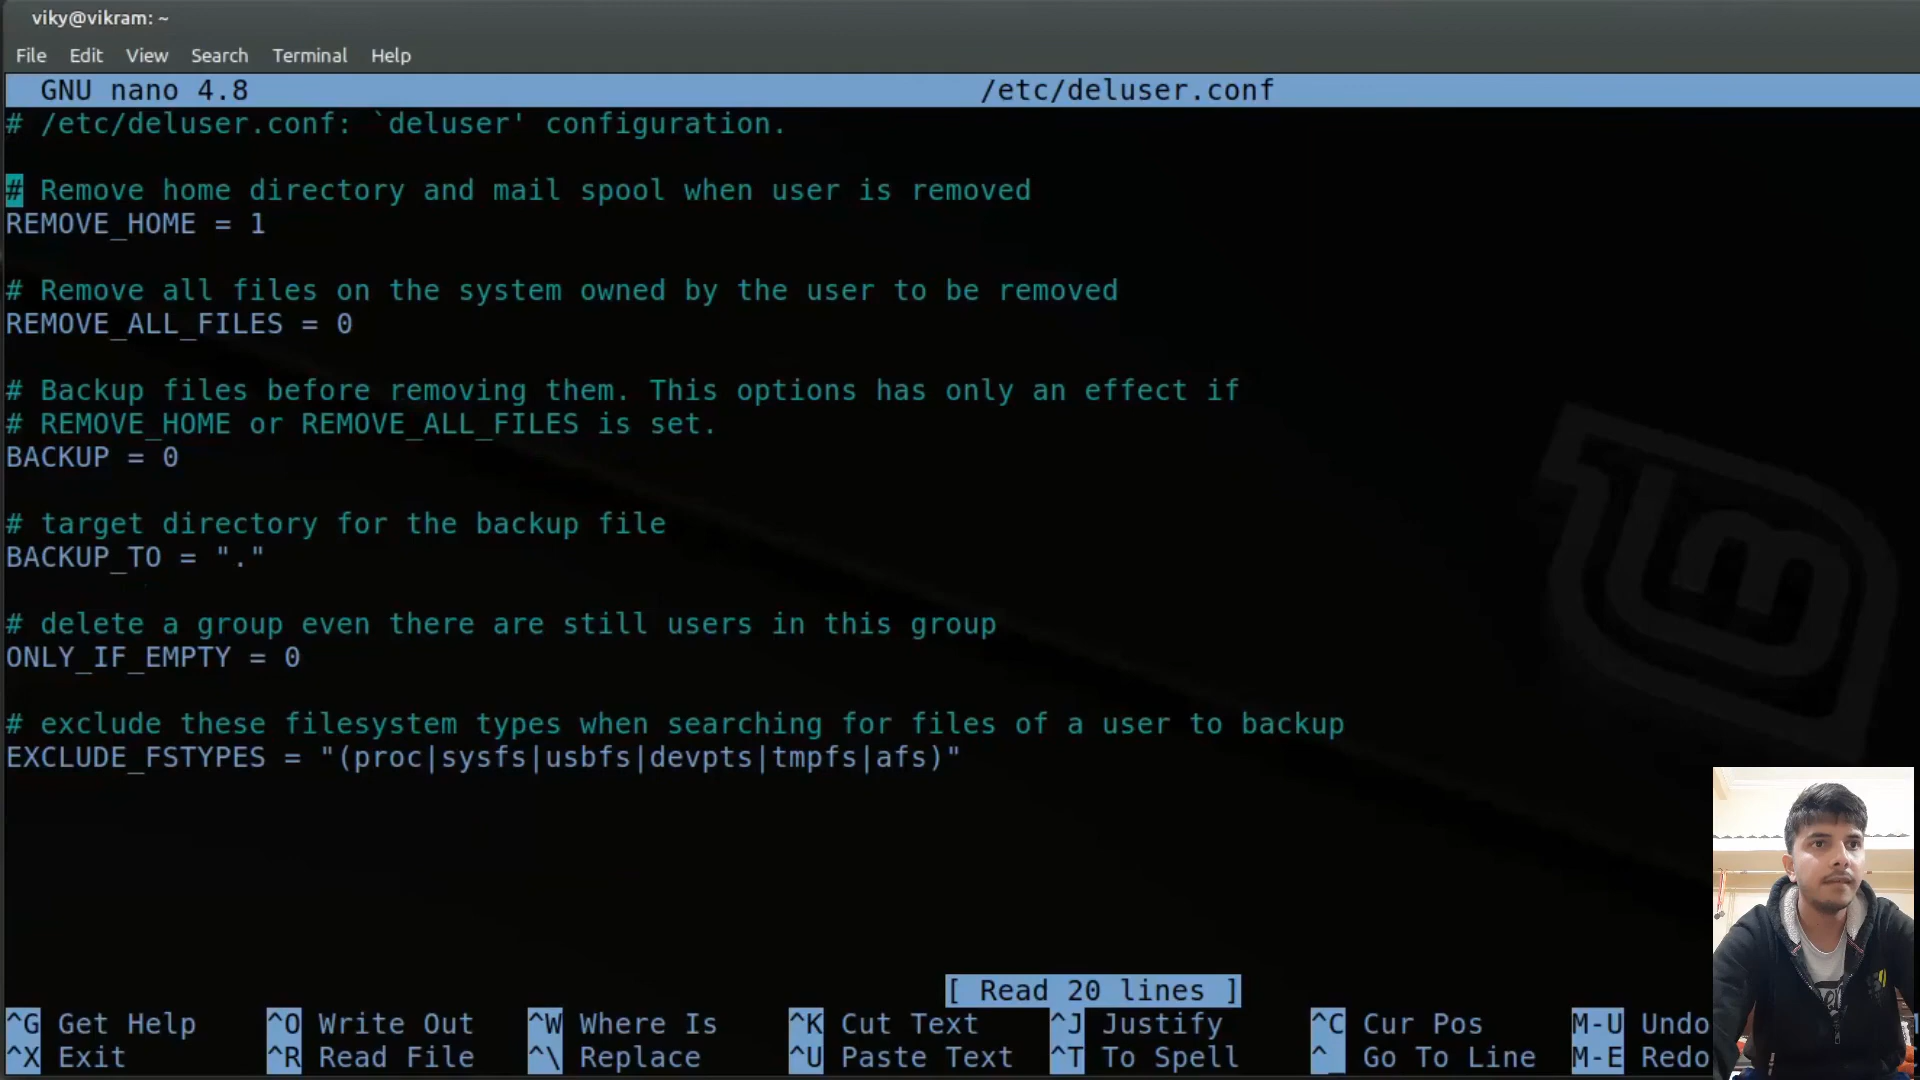 viky@vikram: ~
File Edit View Search Terminal Help
GNU nano 4.8 /etc/deluser.conf
# /etc/deluser.conf: `deluser' configuration.
# Remove home directory and mail spool when user is removed
REMOVE_HOME = 1
# Remove all files on the system owned by the user to be removed
REMOVE_ALL_FILES = 0
# Backup files before removing them. This options has only an effect if
# REMOVE_HOME or REMOVE_ALL_FILES is set.
BACKUP = 0
# target directory for the backup file
BACKUP_TO = "."
# delete a group even there are still users in this group
ONLY_IF_EMPTY = 0
# exclude these filesystem types when searching for files of a user to backup
EXCLUDE_FSTYPES = "(proc|sysfs|usbfs|devpts|tmpfs|afs)"
[ Read 20 lines ]
^G Get Help ^O Write Out ^W Where Is ^K Cut Text ^J Justify ^C Cur Pos M-U Undo
^X Exit ^R Read File ^\ Replace ^U Paste Text ^T To Spell ^_ Go To Line M-E Redo